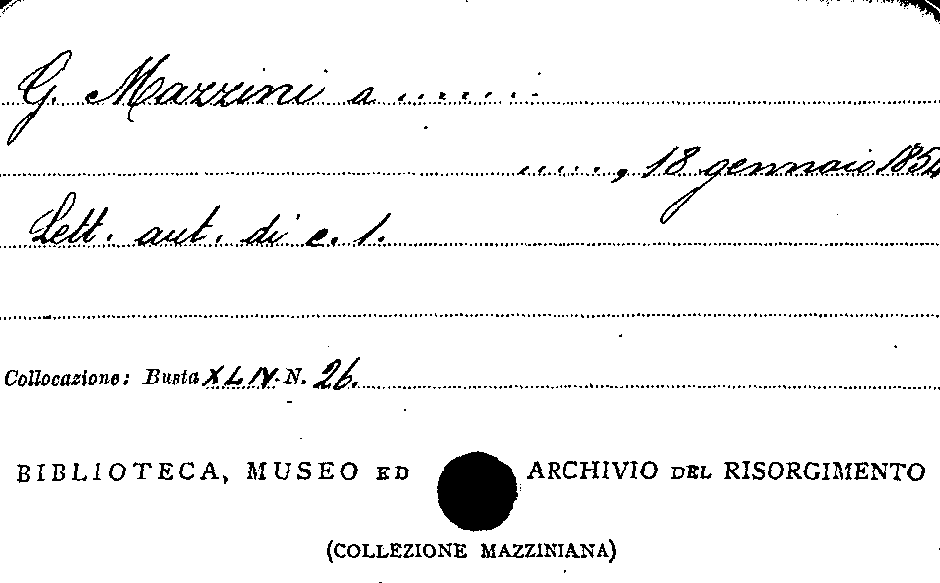 G. Mazzini a .......
....., 18 gennaio 1854
Lett. aut. di c. 1.
Collocazione: Busta XLIV. N. 26.
BIBLIOTECA, MUSEO ED ARCHIVIO DEL RISORGIMENTO
(COLLEZIONE MAZZINIANA)